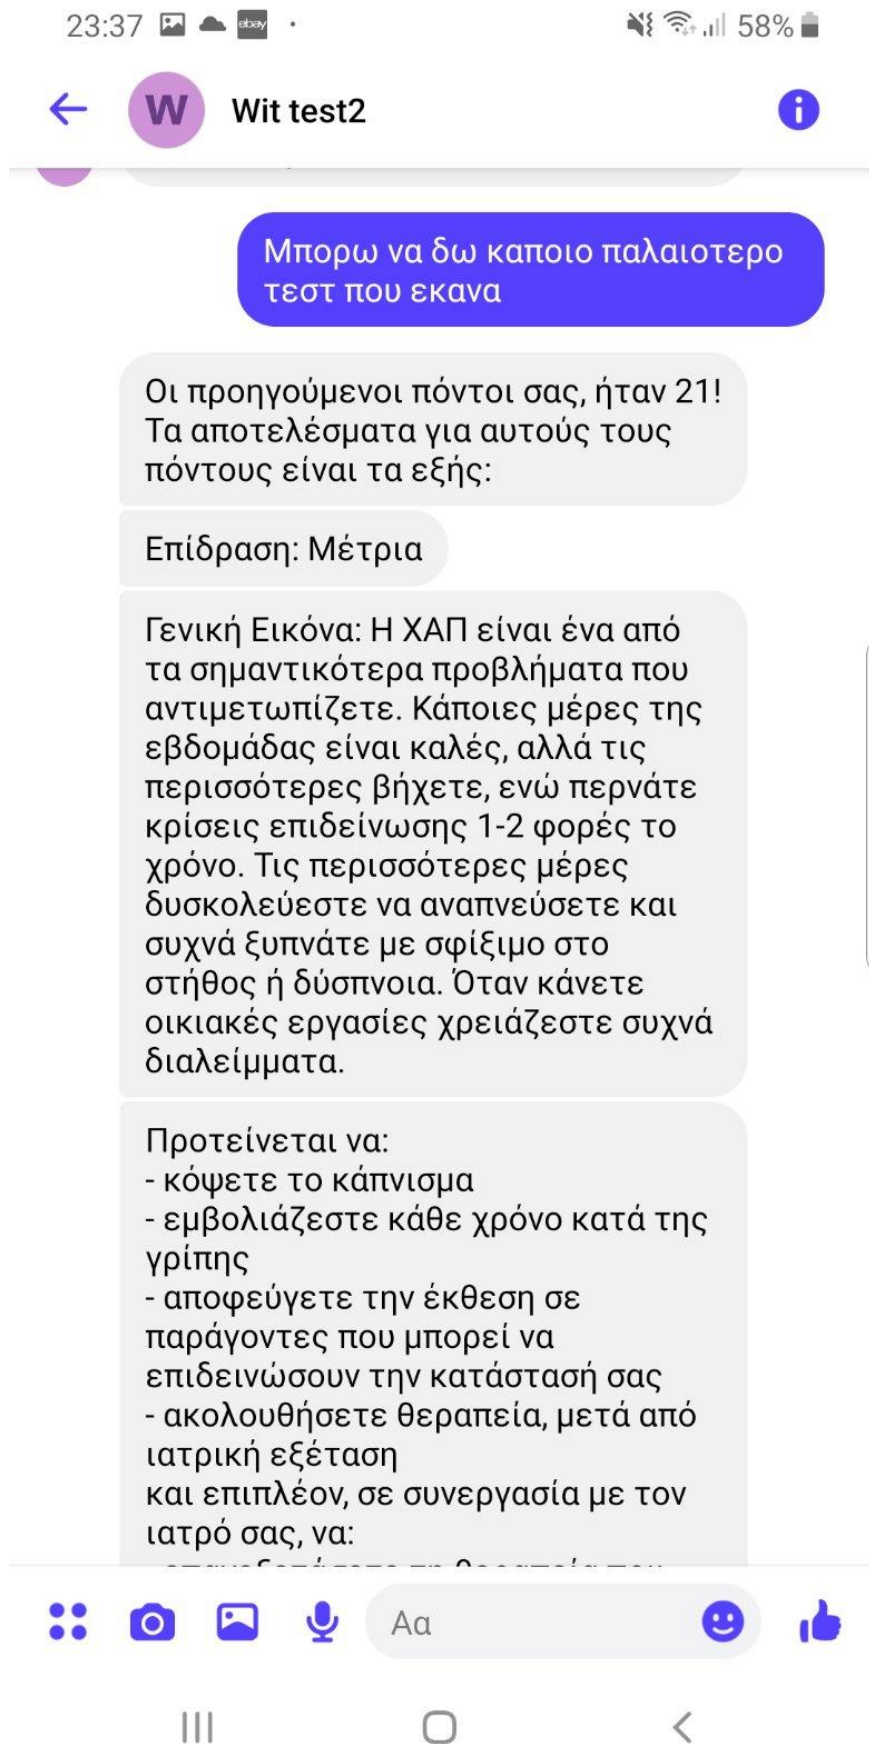 23:37
ebay
58%
W
Wit test2
Μπορω να δω καποιο παλαιοτερο
τεστ που εκανα
Οι προηγούμενοι πόντοι σας, ήταν 21!
Τα αποτελέσματα για αυτούς τους
πόντους είναι τα εξής:
Επίδραση: Μέτρια
Γενική Εικόνα: Η ΧΑΠ είναι ένα από
τα σημαντικότερα προβλήματα που
αντιμετωπίζετε. Κάποιες μέρες της
εβδομάδας είναι καλές, αλλά τις
περισσότερες βήχετε, ενώ περνάτε
κρίσεις επιδείνωσης 1-2 φορές το
χρόνο. Τις περισσότερες μέρες
δυσκολεύεστε να αναπνεύσετε και
συχνά ξυπνάτε με σφίξιμο στο
στήθος ή δύσπνοια. Όταν κάνετε
οικιακές εργασίες χρειάζεστε συχνά
διαλείμματα.
Προτείνεται να:
- κόψετε το κάπνισμα
- εμβολιάζεστε κάθε χρόνο κατά της
γρίπης
- αποφεύγετε την έκθεση σε
παράγοντες που μπορεί να
επιδεινώσουν την κατάστασή σας
- ακολουθήσετε θεραπεία, μετά από
ιατρική εξέταση
και επιπλέον, σε συνεργασία με τον
ιατρό σας, να:
Αα